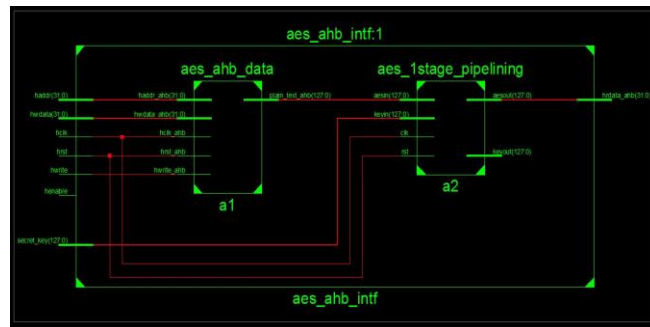 aes_ahb_intf:1
aes_ahb_data
aes_1stage_pipelining
haddr(31:0)
haddr_ahb(31:0)
plain_text_ahb(127:0)
aesin(127:0)
aesout(127:0)
hrdata_ahb(31:0)
hwdata(31:0)
hwdata_ahb(31:0)
keyin(127:0)
hclk
hclk_ahb
clk
hrst
hrst_ahb
rst
keyout(127:0)
hwrite
hwrite_ahb
henable
a1
a2
secret_key(127:0)
aes_ahb_intf